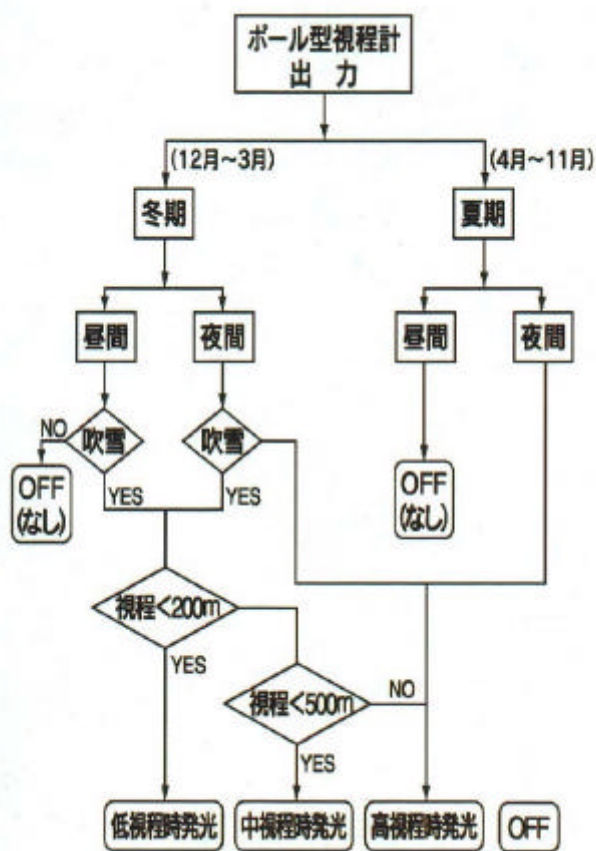 ポール型視程計
出　力
(12月～3月)
(4月～11月)
冬期
夏期
昼間
夜間
昼間
夜間
NO
吹雪
吹雪
OFF
(なし)
YES
YES
OFF
(なし)
視程<200m
YES
視程<500m
NO
YES
低視程時発光
中視程時発光
高視程時発光
OFF